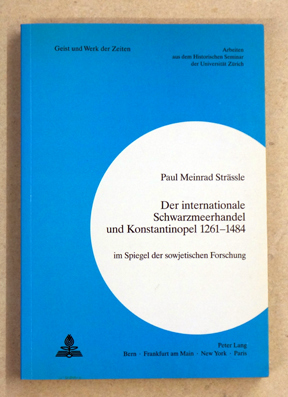 Geist und Werk der Zeiten
Arbeiten
aus dem Historischen Seminar
der Universität Zürich
Paul Meinrad Strässle
Der internationale
Schwarzmeerhandel
und Konstantinopel 1261–1484
im Spiegel der sowjetischen Forschung
Peter Lang
Bern · Frankfurt am Main · New York · Paris